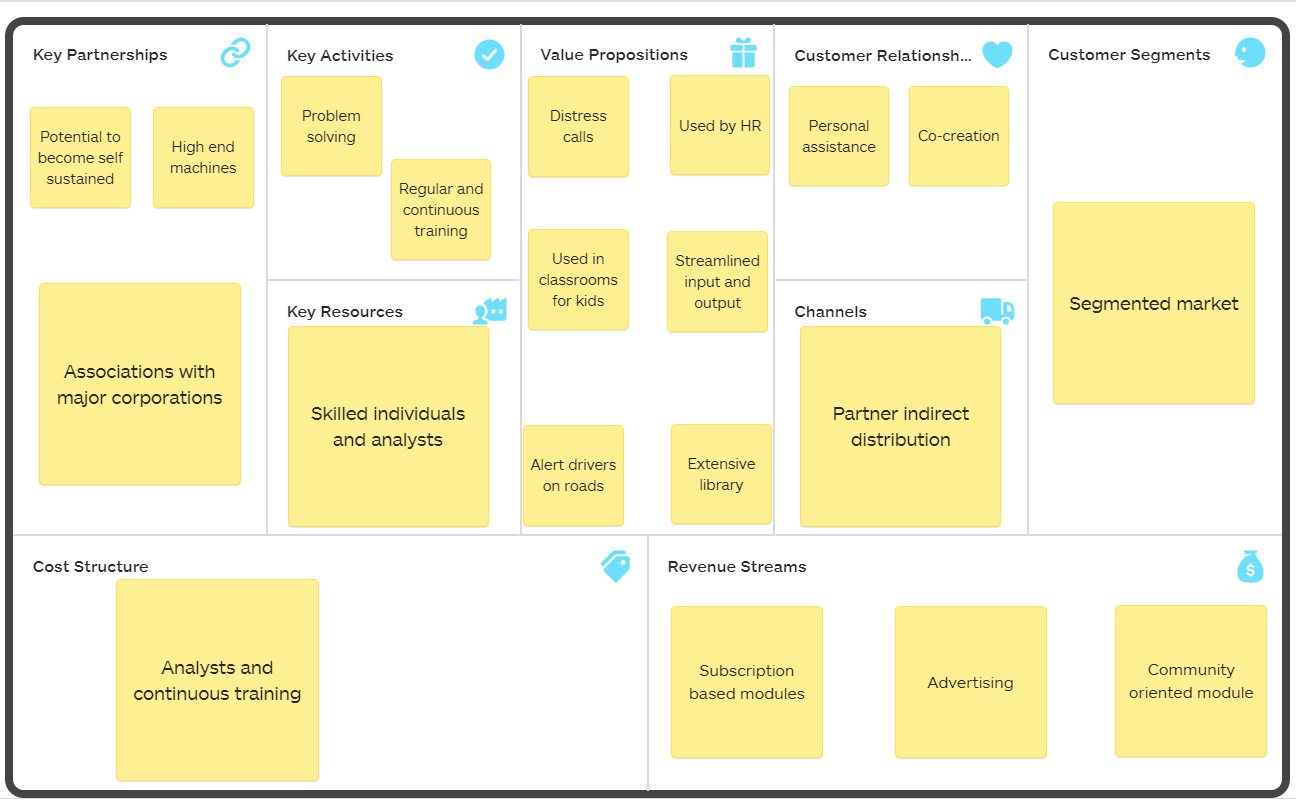 Key Partnerships
Potential to
become self
sustained
High end
machines
Associations with
major corporations
Key Activities
Problem
solving
Regular and
continuous
training
Key Resources
Skilled individuals
and analysts
Value Propositions
Distress
calls
Used by HR
Used in
classrooms
for kids
Streamlined
input and
output
Alert drivers
on roads
Extensive
library
Customer Relationsh...
Personal
assistance
Co-creation
Channels
Partner indirect
distribution
Customer Segments
Segmented market
Cost Structure
Analysts and
continuous training
Revenue Streams
$
Subscription
based modules
Advertising
Community
oriented module